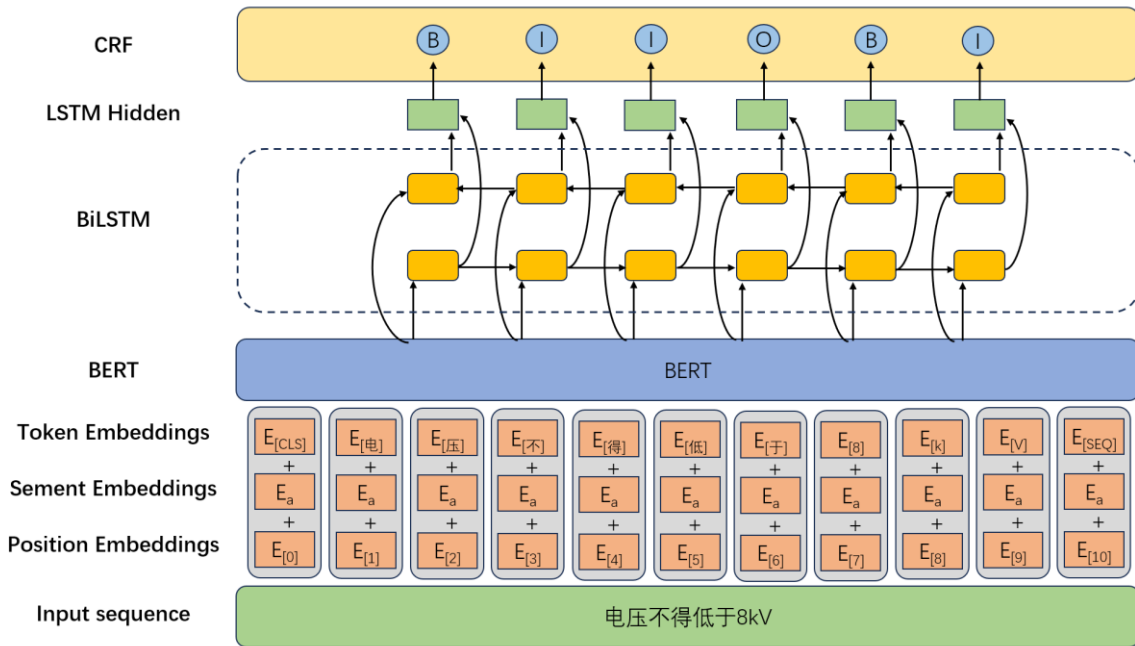 CRF B I I O B I
LSTM Hidden
BiLSTM
BERT BERT
Token Embeddings E[CLS] E[电] E[压] E[不] E[得] E[低] E[于] E[8] E[k] E[V] E[SEQ]
+ + + + + + + + + + +
Sement Embeddings Ea Ea Ea Ea Ea Ea Ea Ea Ea Ea Ea
+ + + + + + + + + + +
Position Embeddings E[0] E[1] E[2] E[3] E[4] E[5] E[6] E[7] E[8] E[9] E[10]
Input sequence 电压不得低于8kV